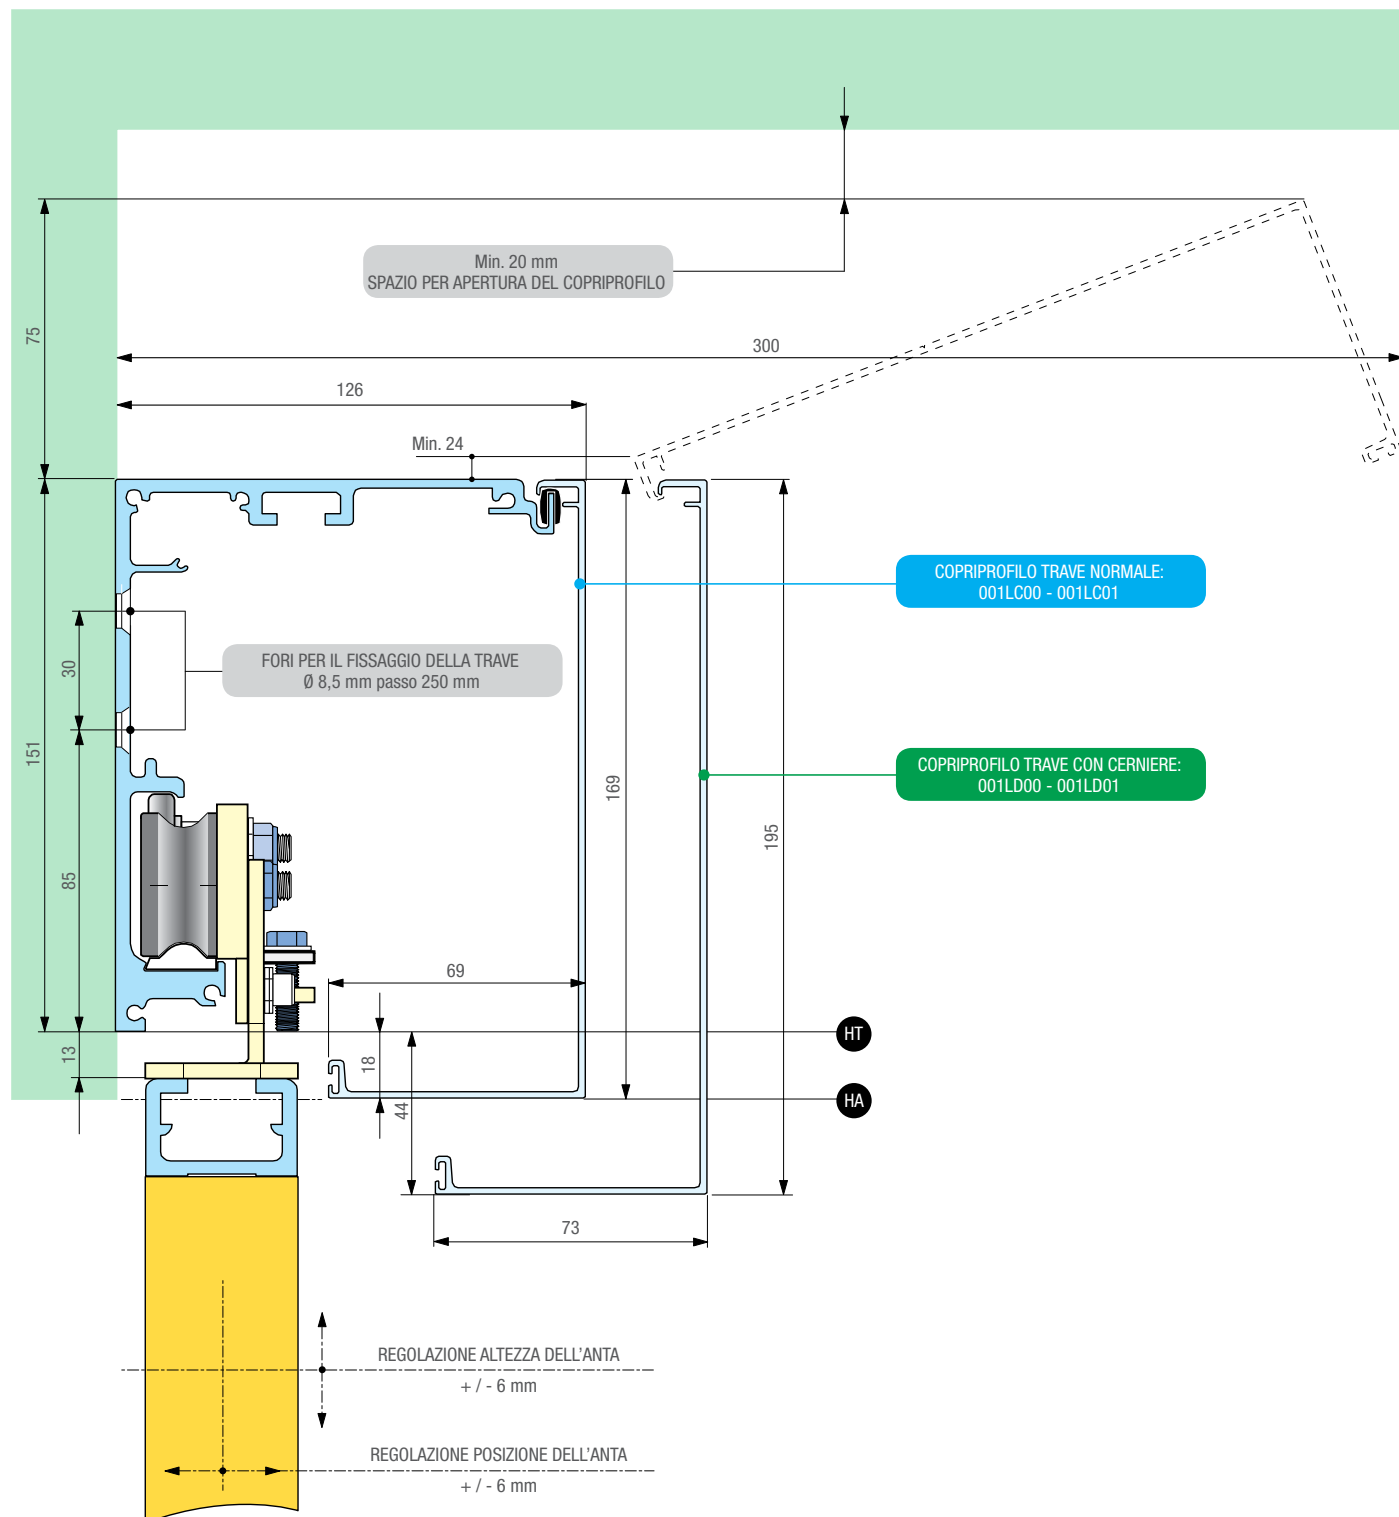 Min. 20 mm
SPAZIO PER APERTURA DEL COPRIPROFILO
75
300
126
Min. 24
COPRIPROFILO TRAVE NORMALE:
001LC00 - 001LC01
FORI PER IL FISSAGGIO DELLA TRAVE
Ø 8,5 mm passo 250 mm
30
151
169
COPRIPROFILO TRAVE CON CERNIERE:
001LD00 - 001LD01
195
85
69
HT
13
18
44
HA
73
REGOLAZIONE ALTEZZA DELL'ANTA
+ / - 6 mm
REGOLAZIONE POSIZIONE DELL'ANTA
+ / - 6 mm